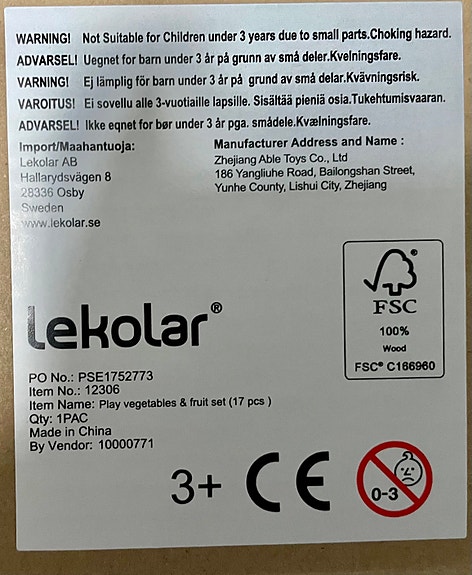 WARNING! Not Suitable for Children under 3 years due to small parts.Choking hazard.
ADVARSEL! Uegnet for barn under 3 år på grunn av små deler.Kvelningsfare.
VARNING! Ej lämplig för barn under 3 år på grund av små delar.Kvävningsrisk.
VAROITUS! Ei sovellu alle 3-vuotiaille lapsille. Sisältää pieniä osia.Tukehtumisvaaran.
ADVARSEL! Ikke eqnet for bør under 3 år pga. smådele.Kvælningsfare.
Import/Maahantuoja:
Lekolar AB
Hallarydsvägen 8
28336 Osby
Sweden
www.lekolar.se
Manufacturer Address and Name :
Zhejiang Able Toys Co., Ltd
186 Yangliuhe Road, Bailongshan Street,
Yunhe County, Lishui City, Zhejiang
FSC
100%
Wood
FSC® C166960
Lekolar®
PO No.: PSE1752773
Item No.: 12306
Item Name: Play vegetables & fruit set (17 pcs )
Qty: 1PAC
Made in China
By Vendor: 10000771
3+ CE 0-3